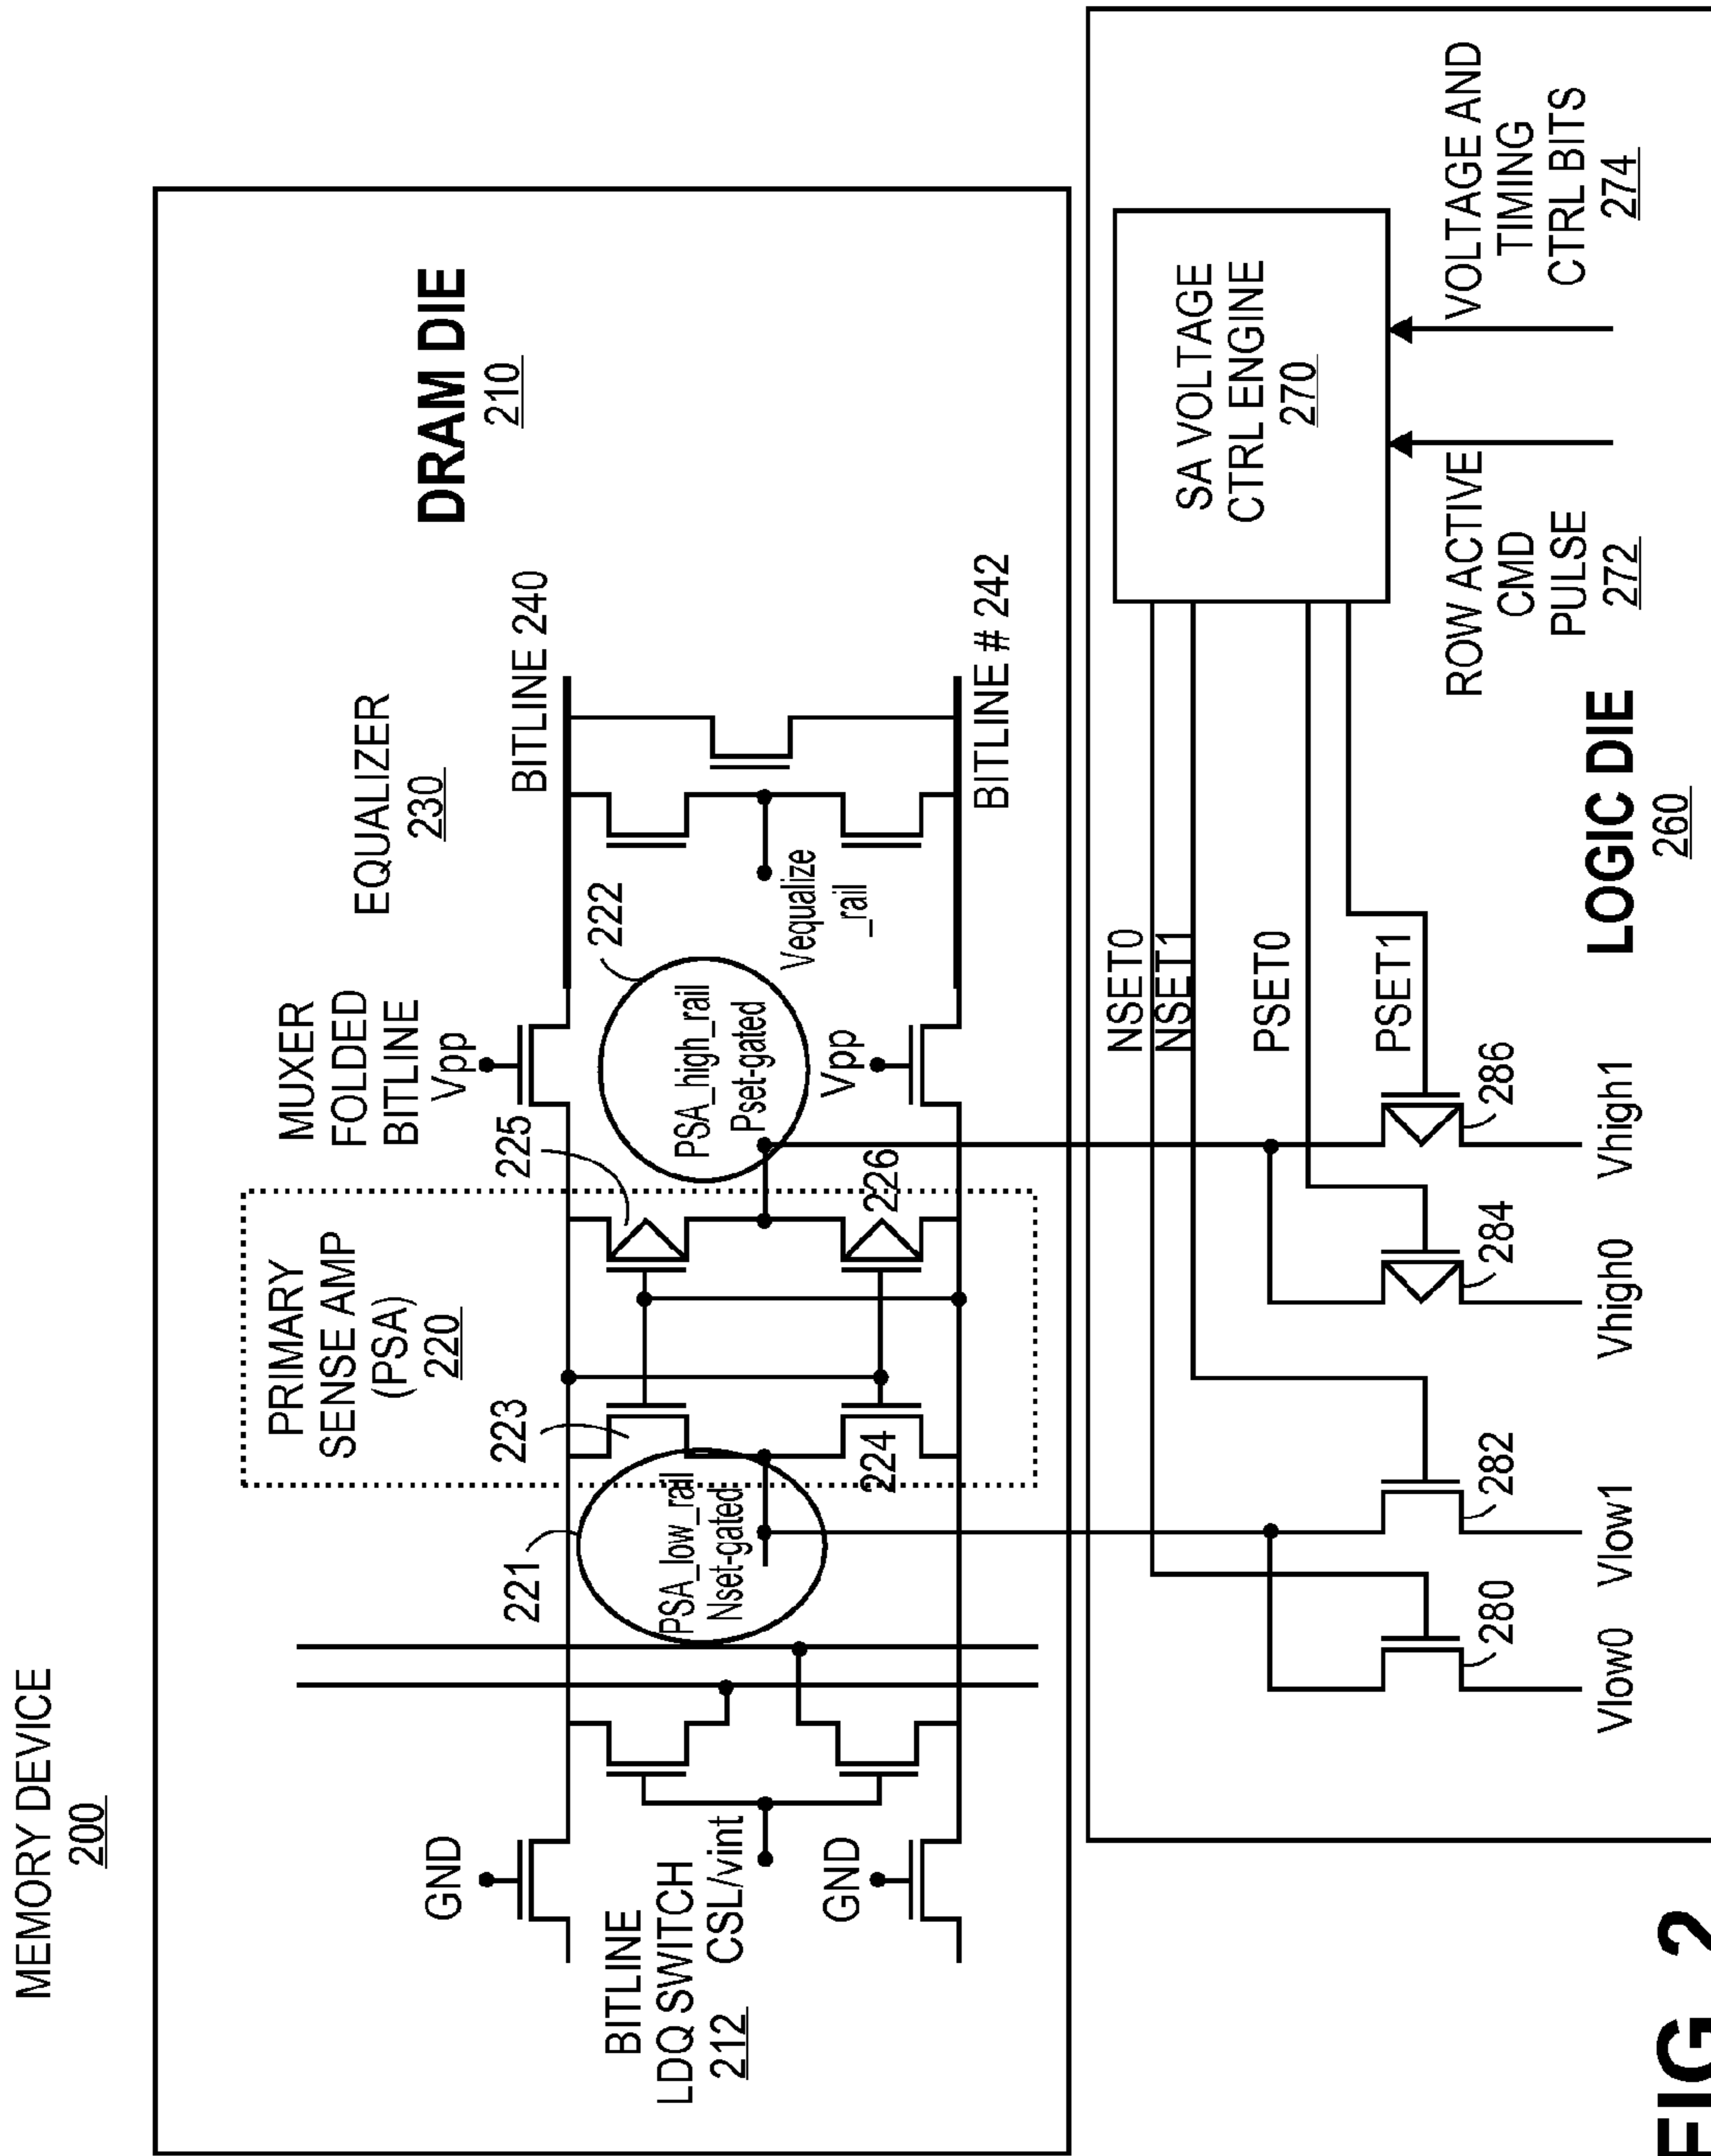 MEMORY DEVICE
200
DRAM DIE
210
GND
BITLINE
LDQ SWITCH
212
CSL/vint
GND
221
PSA_low_rail
Nset-gated
PRIMARY
SENSE AMP
(PSA)
220
223
224
225
226
MUXER
FOLDED
BITLINE
Vpp
222
PSA_high_rail
Pset-gated
Vpp
EQUALIZER
230
BITLINE 240
Vequalize
_rail
BITLINE # 242
NSET0
NSET1
PSET0
PSET1
SA VOLTAGE
CTRL ENGINE
270
ROW ACTIVE
CMD
PULSE
272
VOLTAGE AND
TIMING
CTRL BITS
274
280
282
284
286
Vlow0
Vlow1
Vhigh0
Vhigh1
LOGIC DIE
260
FIG 2